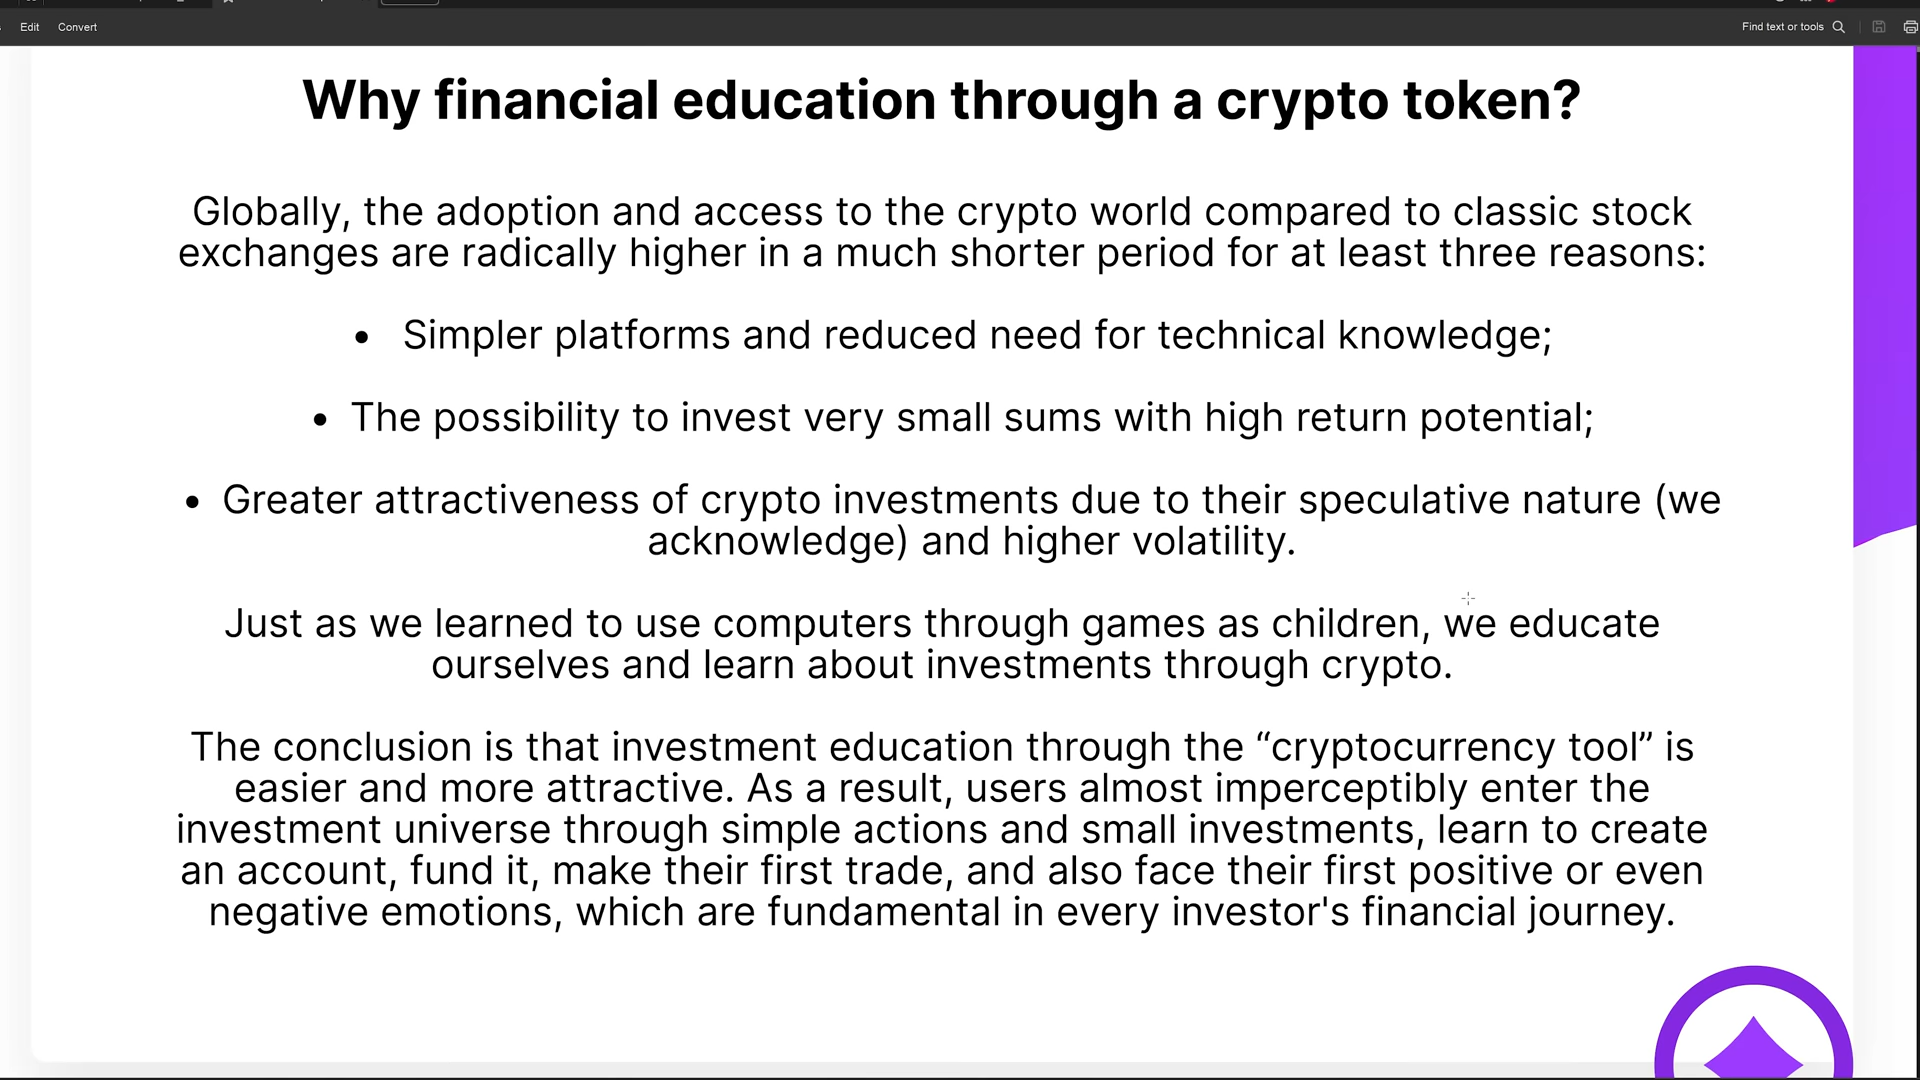 Edit Convert Find text or tools
Why financial education through a crypto token?
Globally, the adoption and access to the crypto world compared to classic stock
exchanges are radically higher in a much shorter period for at least three reasons:
• Simpler platforms and reduced need for technical knowledge;
• The possibility to invest very small sums with high return potential;
• Greater attractiveness of crypto investments due to their speculative nature (we
acknowledge) and higher volatility.
Just as we learned to use computers through games as children, we educate
ourselves and learn about investments through crypto.
The conclusion is that investment education through the “cryptocurrency tool” is
easier and more attractive. As a result, users almost imperceptibly enter the
investment universe through simple actions and small investments, learn to create
an account, fund it, make their first trade, and also face their first positive or even
negative emotions, which are fundamental in every investor's financial journey.